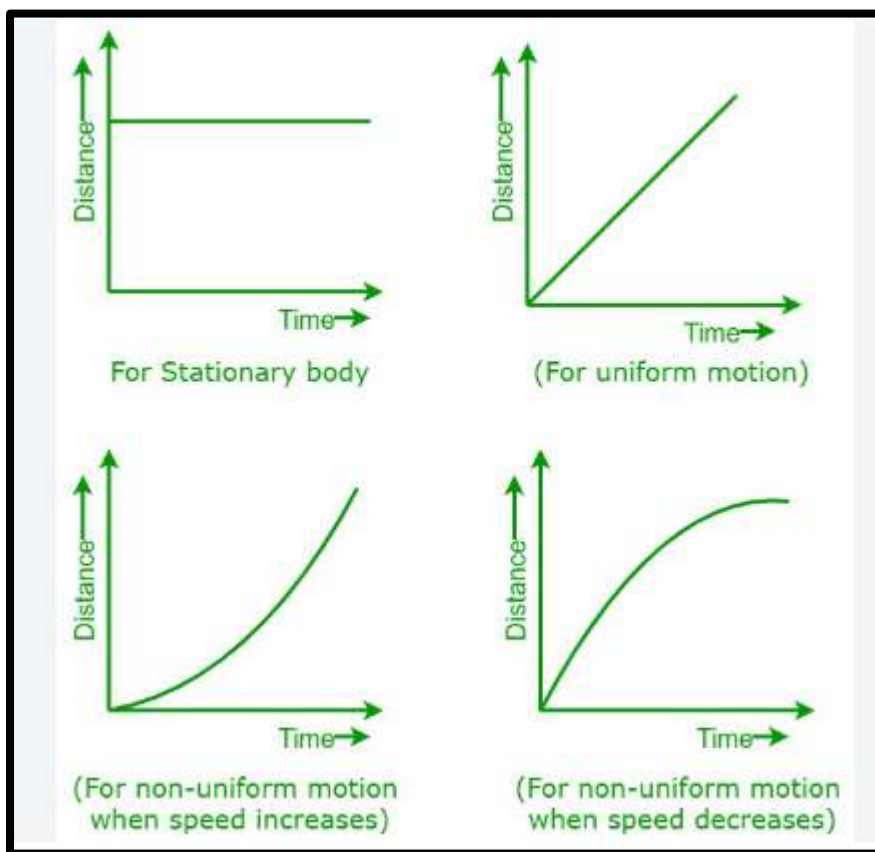 Distance
Time
For Stationary body
Distance
Time
(For uniform motion)
Distance
Time
(For non-uniform motion
when speed increases)
Distance
Time
(For non-uniform motion
when speed decreases)